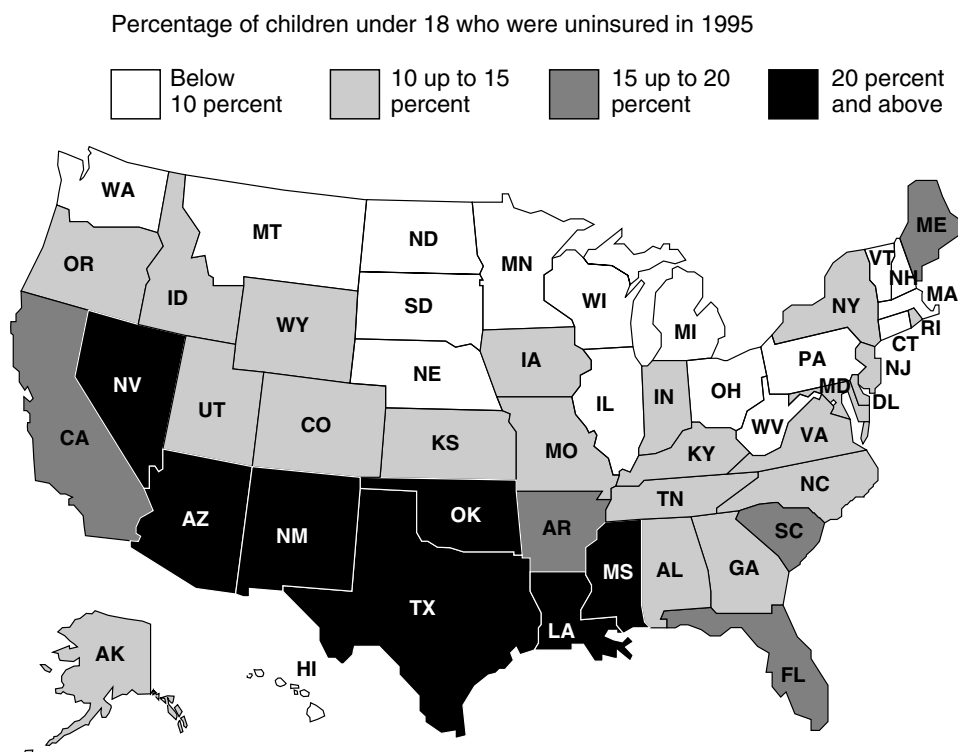 Percentage of children under 18 who were uninsured in 1995
Below
10 percent
10 up to 15
percent
15 up to 20
percent
20 percent
and above
WA
MT
ND
MN
ME
VT
NH
MA
OR
ID
SD
WI
MI
NY
RI
CT
WY
IA
PA
NJ
NV
NE
IL
IN
OH
MD
DL
UT
CO
KS
MO
WV
VA
CA
KY
NC
TN
AZ
NM
OK
AR
SC
MS
AL
GA
TX
LA
AK
HI
FL